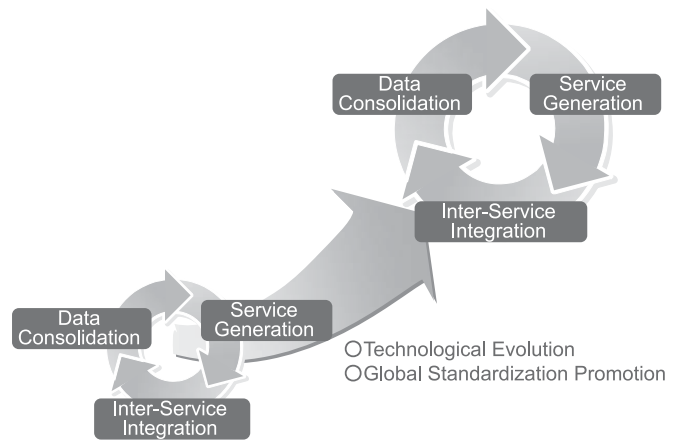 Data
Consolidation
Service
Generation
Inter-Service
Integration
Data
Consolidation
Service
Generation
Inter-Service
Integration
○Technological Evolution
○Global Standardization Promotion